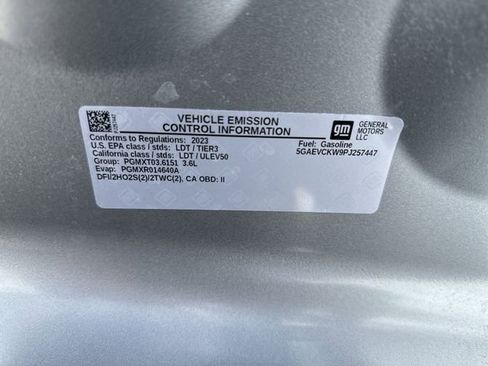 VEHICLE EMISSION
CONTROL INFORMATION
gm
GENERAL
MOTORS
LLC
Conforms to Regulations: 2023
Fuel: Gasoline
U.S. EPA class / stds: LDT / TIER3
5GAEVCKW9PJ257447
California class / stds: LDT / ULEV50
Group: PGMXT03.6151 3.6L
Evap: PGMXR014640A
DFI/2HO2S(2)/2TWC(2), CA OBD: II